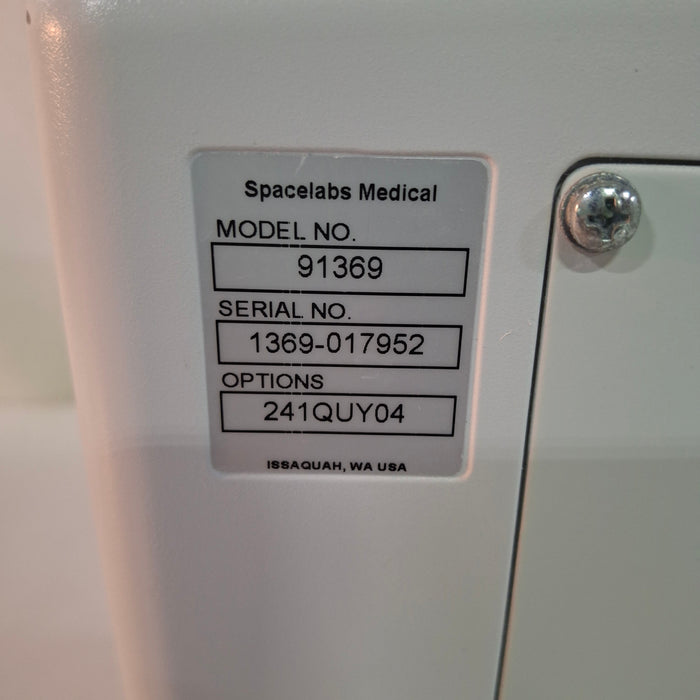 Spacelabs Medical
MODEL NO.
91369
SERIAL NO.
1369-017952
OPTIONS
241QUY04
ISSAQUAH, WA USA